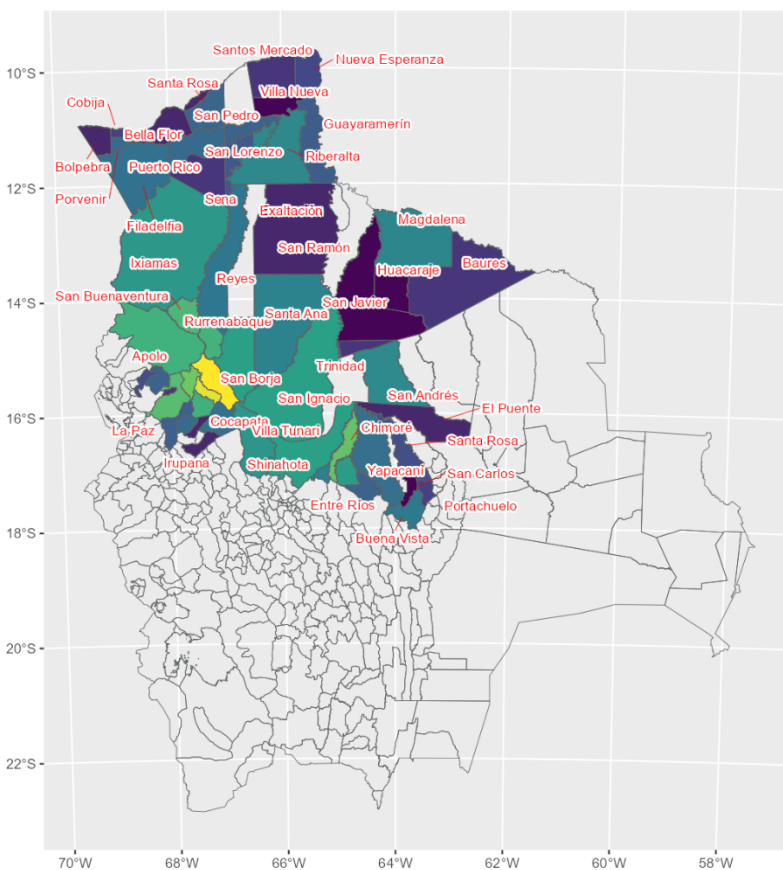 Santos Mercado
Nueva Esperanza
10°S
Santa Rosa
Villa Nueva
Cobija
San Pedro
Guayaramerín
Bella Flor
San Lorenzo
Riberalta
Bolpebra
Puerto Rico
12°S
Porvenir
Sena
Exaltación
Magdalena
Filadelfia
San Ramón
Ixiamas
Baures
Huacaraje
Reyes
San Buenaventura
14°S
San Javier
Santa Ana
Rurrenabaque
Apolo
Trinidad
San Borja
San Andrés
San Ignacio
El Puente
16°S
Cocapata
La Paz
Villa Tunari
Chimoré
Santa Rosa
Irupana
Shinahota
Yapacaní
San Carlos
Entre Ríos
Portachuelo
18°S
Buena Vista
20°S
22°S
70°W 68°W 66°W 64°W 62°W 60°W 58°W